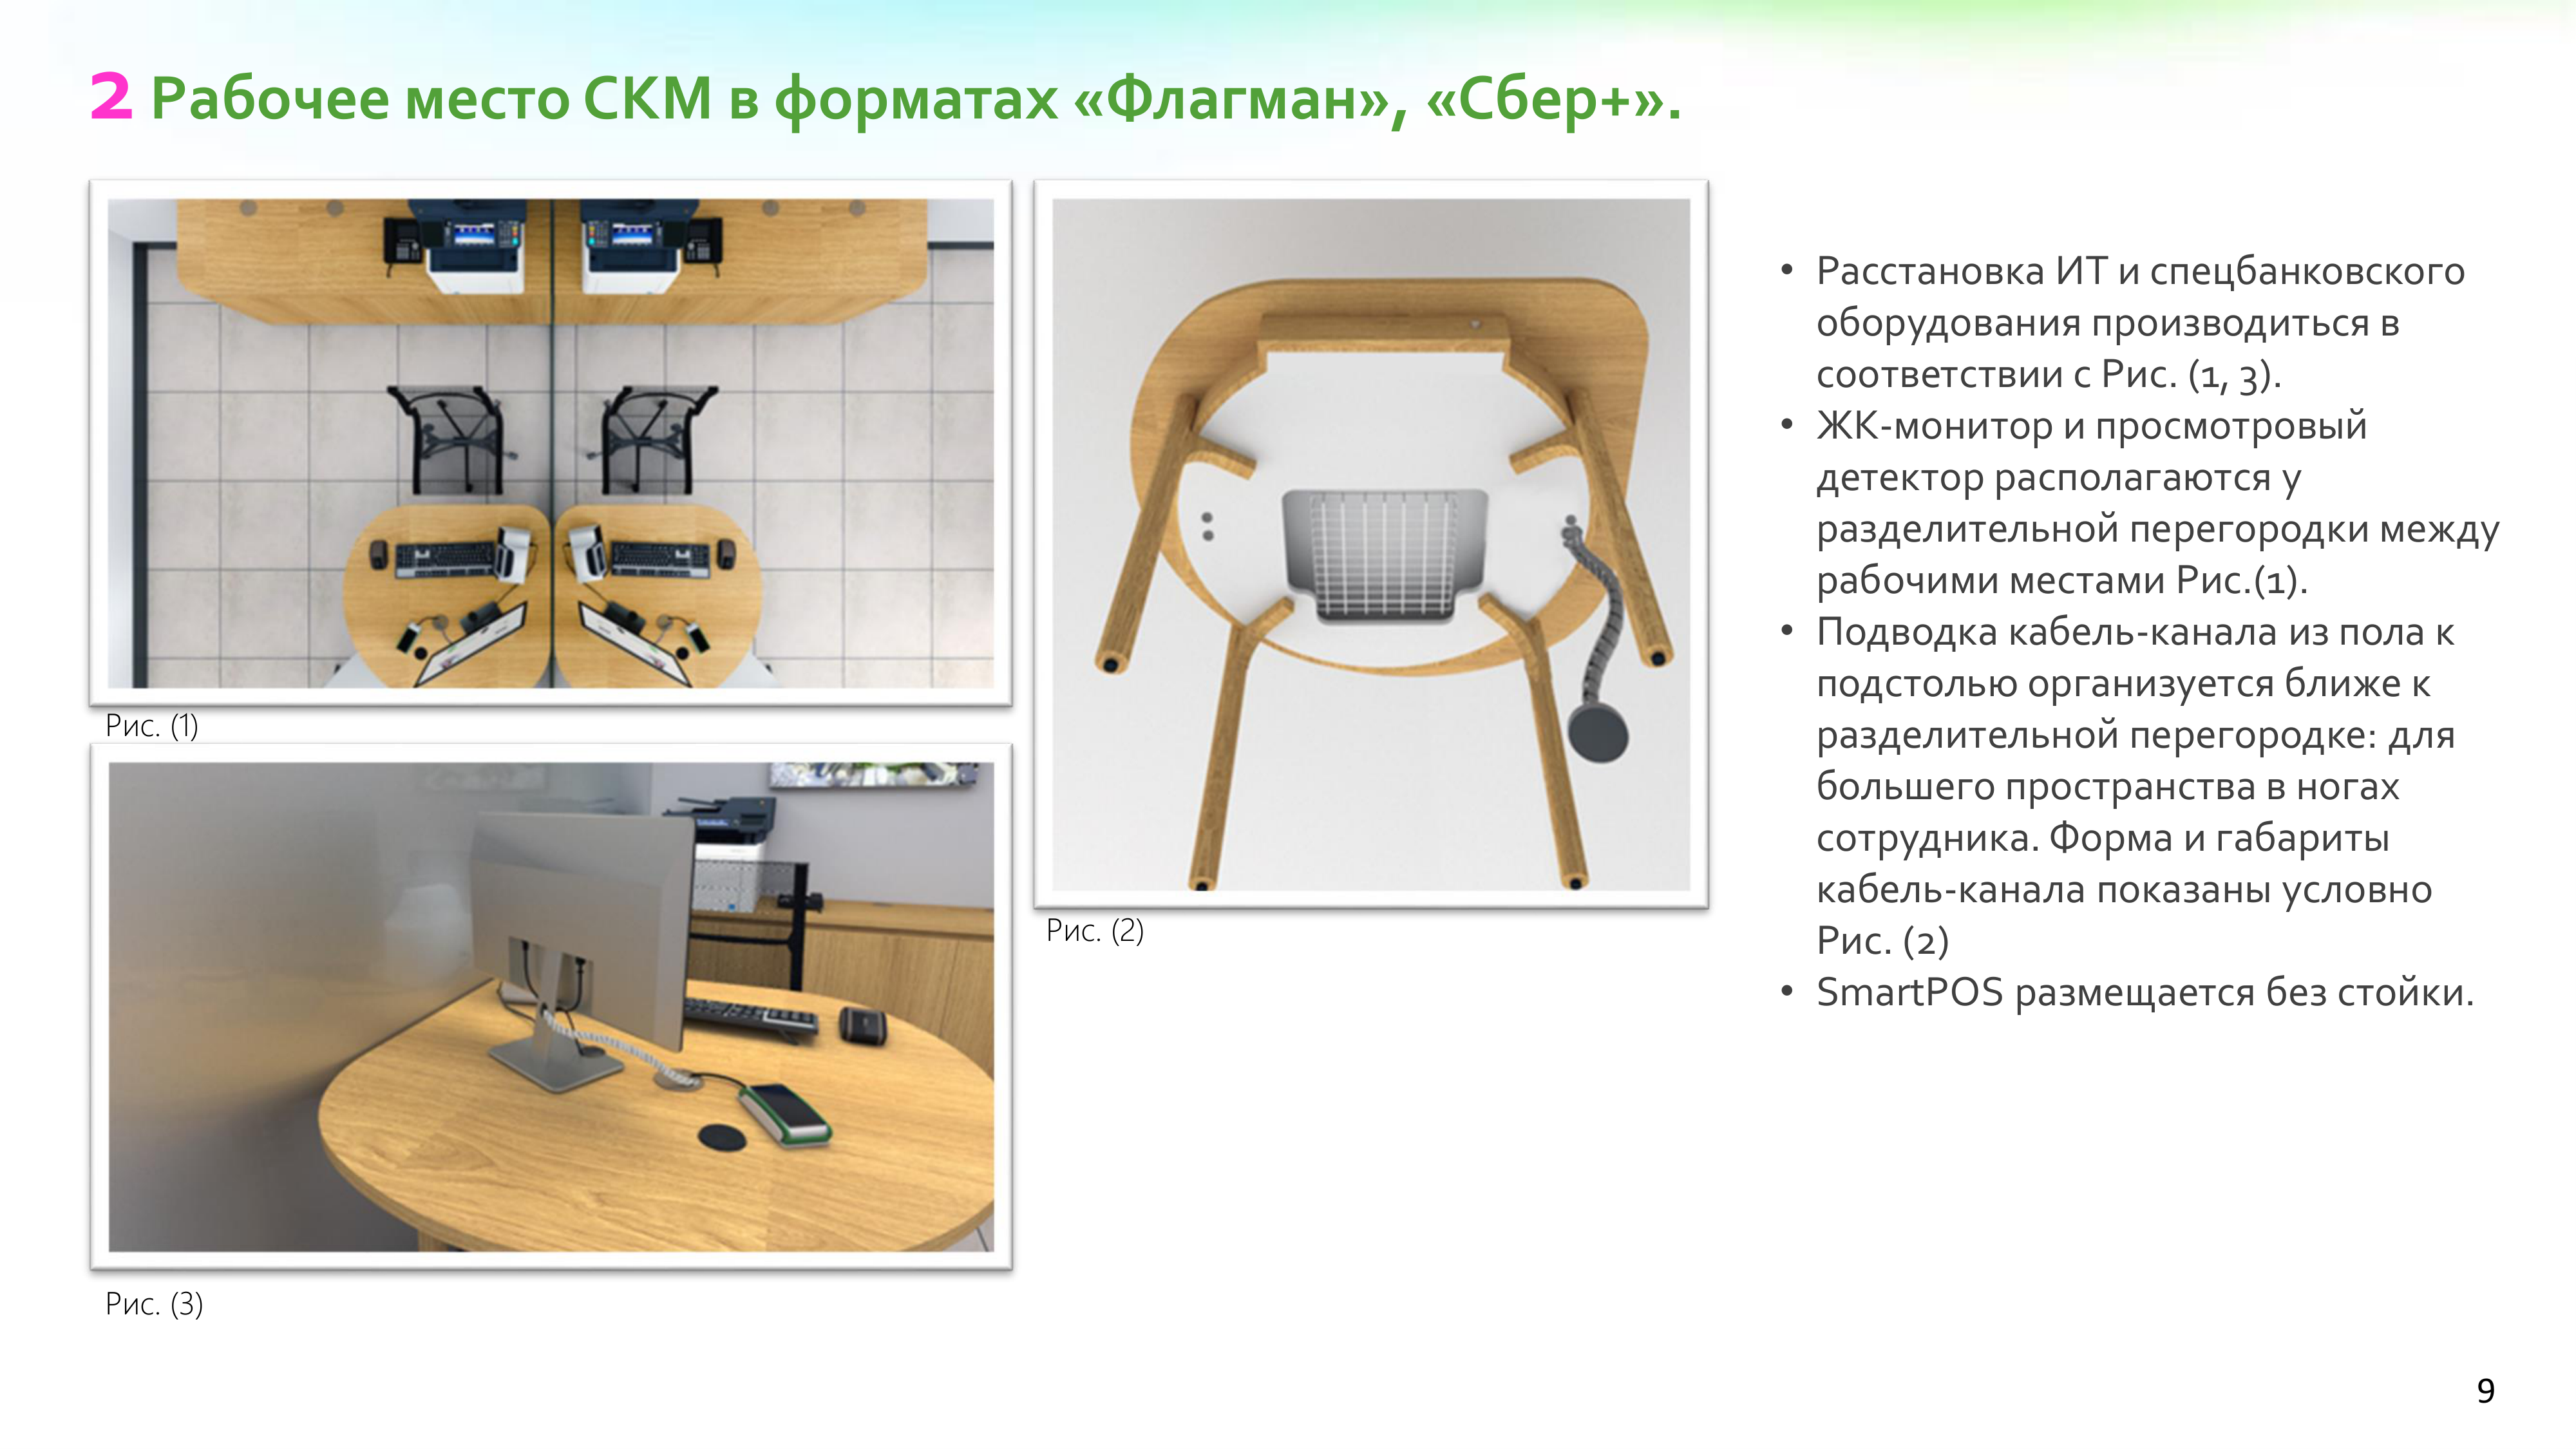 2 Рабочее место СКМ в форматах «Флагман», «Сбер+».
Рис. (1)
Рис. (2)
Рис. (3)
• Расстановка ИТ и спецбанковского
оборудования производиться в
соответствии с Рис. (1, 3).
• ЖК-монитор и просмотровый
детектор располагаются у
разделительной перегородки между
рабочими местами Рис.(1).
• Подводка кабель-канала из пола к
подстолью организуется ближе к
разделительной перегородке: для
большего пространства в ногах
сотрудника. Форма и габариты
кабель-канала показаны условно
Рис. (2)
• SmartPOS размещается без стойки.
9